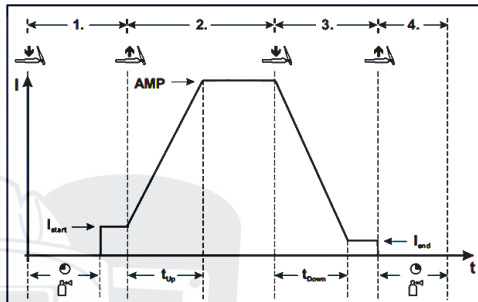 1. 2. 3. 4.
I
AMP
Istart
Iend
t
tUp
tDown